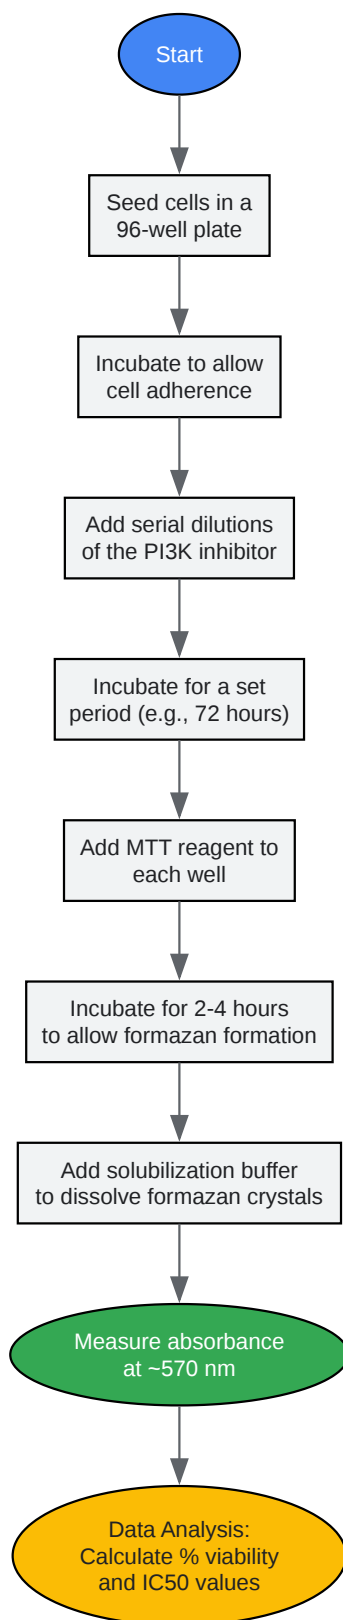 Start
Seed cells in a
96-well plate
Incubate to allow
cell adherence
Add serial dilutions
of the PI3K inhibitor
Incubate for a set
period (e.g., 72 hours)
Add MTT reagent to
each well
Incubate for 2-4 hours
to allow formazan formation
Add solubilization buffer
to dissolve formazan crystals
Measure absorbance
at ~570 nm
Data Analysis:
Calculate % viability
and IC50 values